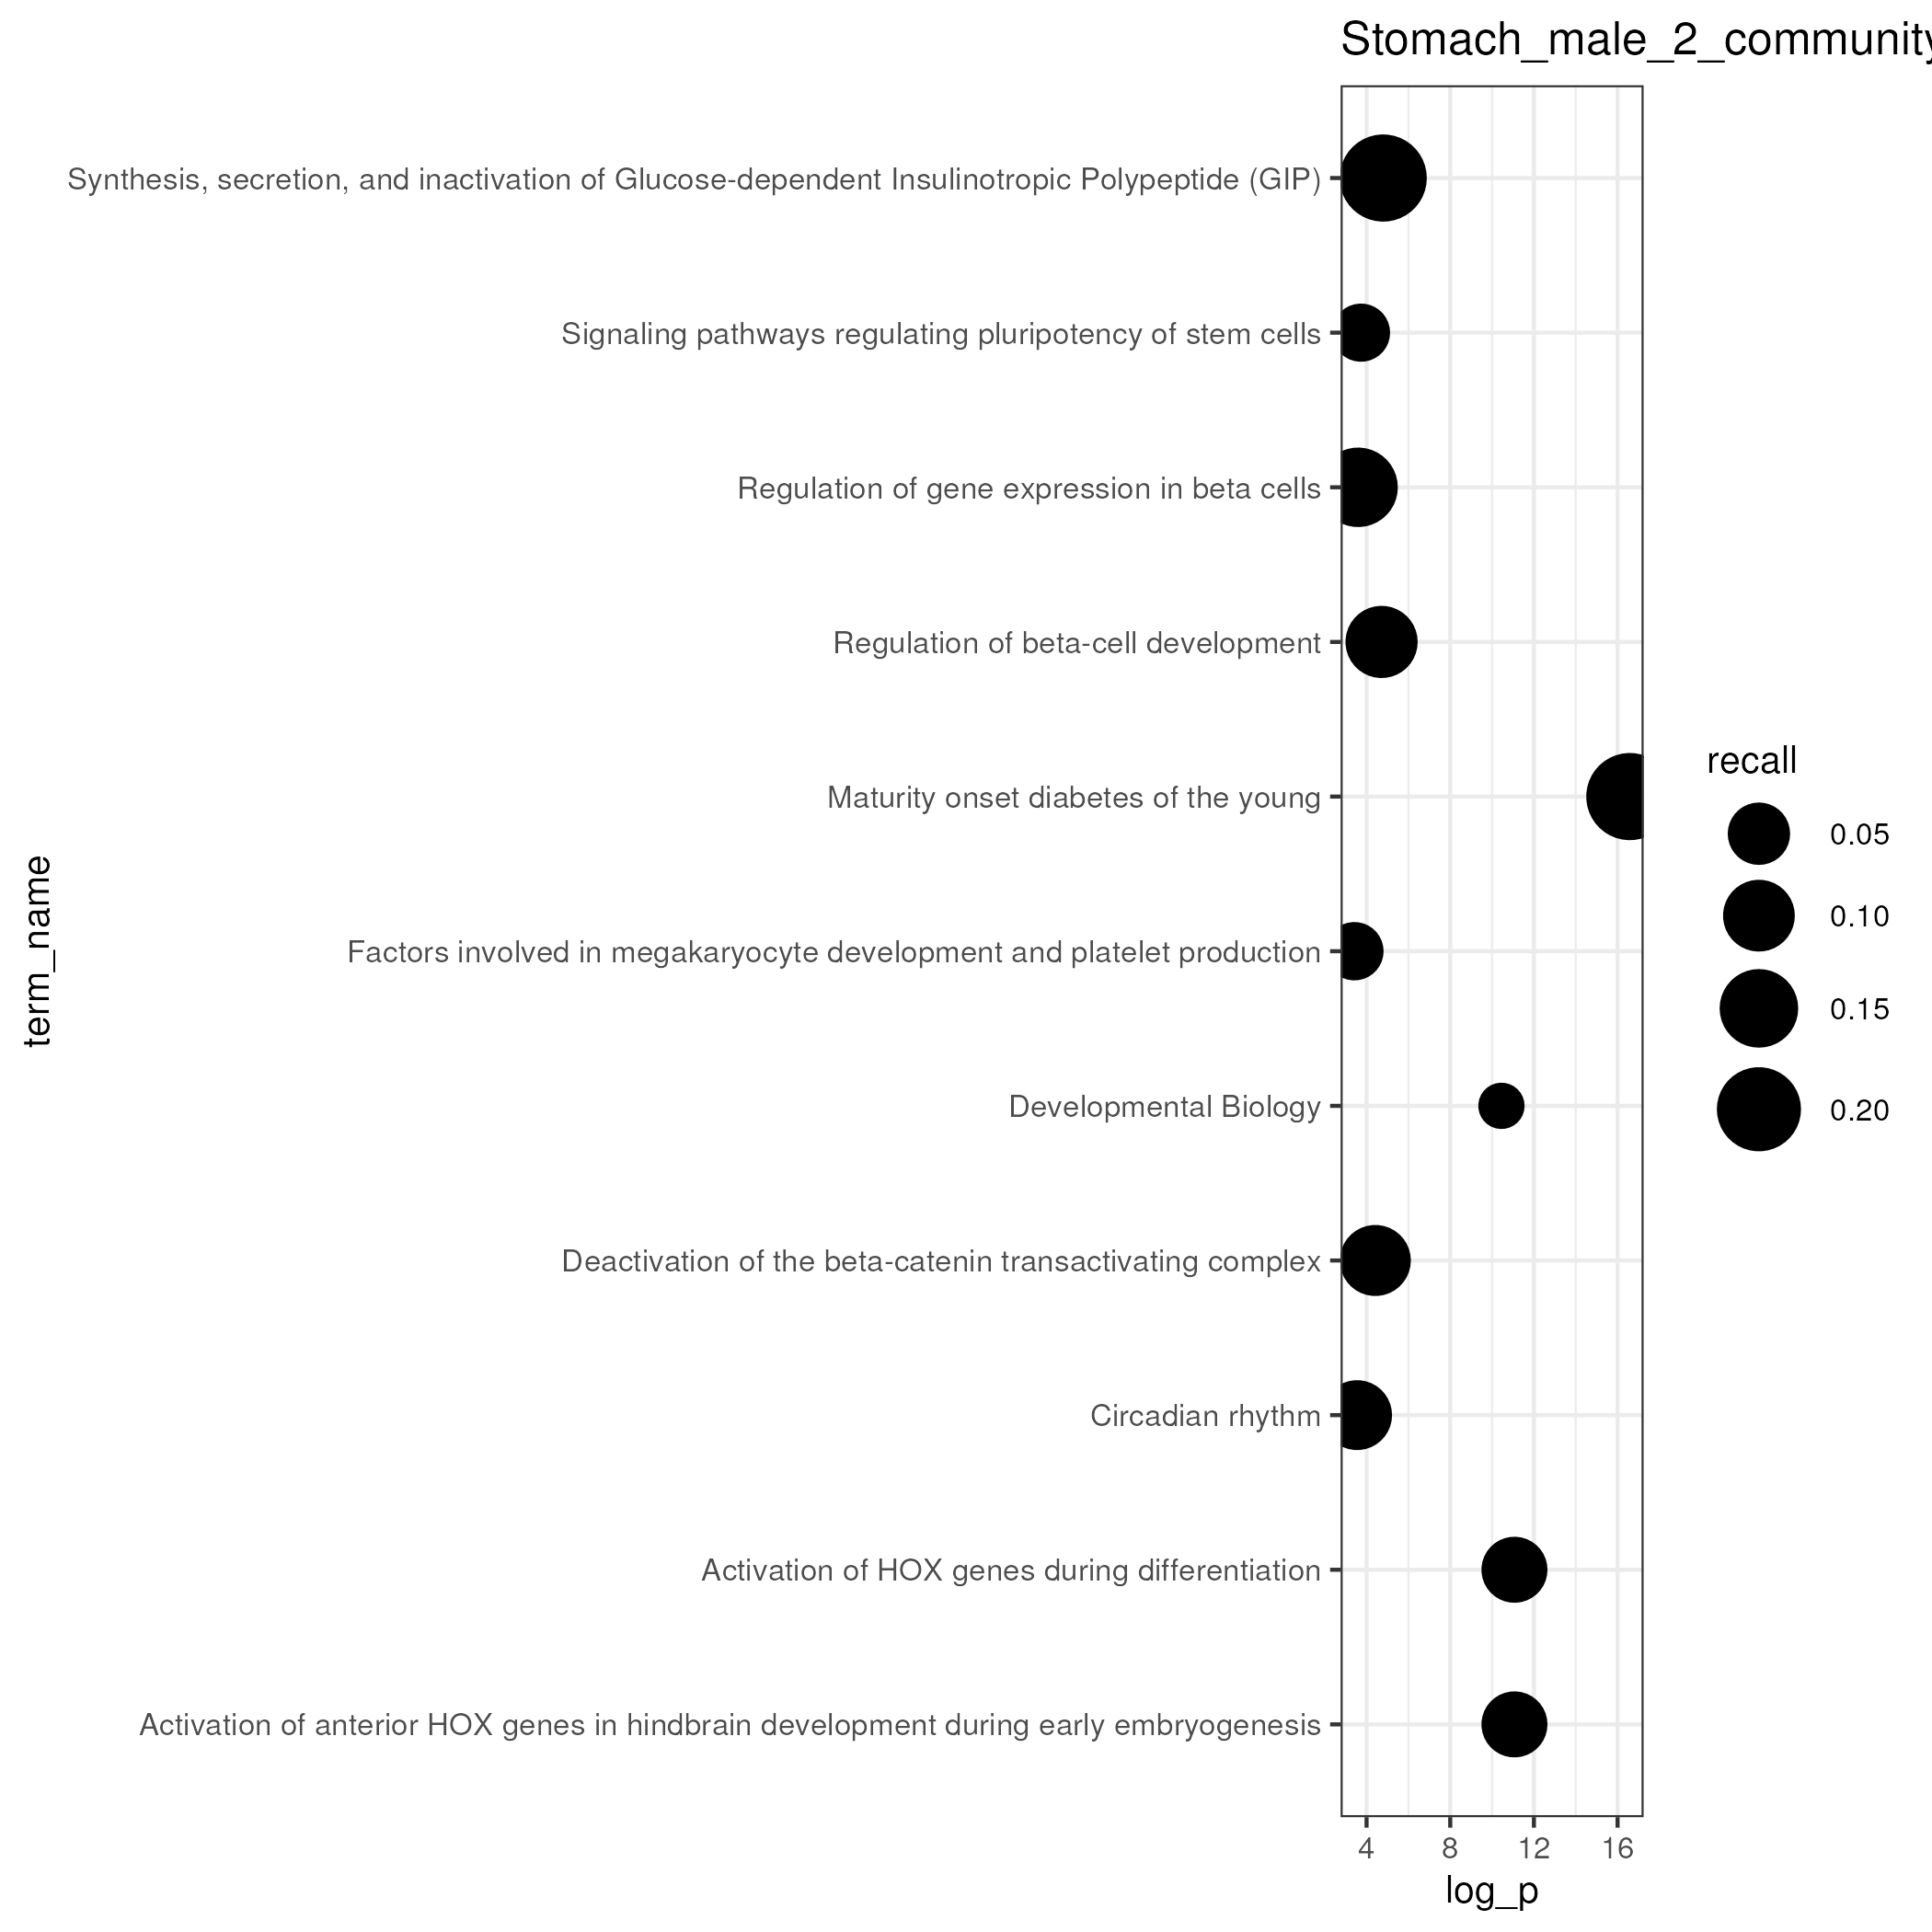 Stomach_male_2_community
Synthesis, secretion, and inactivation of Glucose-dependent Insulinotropic Polypeptide (GIP)
Signaling pathways regulating pluripotency of stem cells
Regulation of gene expression in beta cells
Regulation of beta-cell development
Maturity onset diabetes of the young
Factors involved in megakaryocyte development and platelet production
Developmental Biology
Deactivation of the beta-catenin transactivating complex
Circadian rhythm
Activation of HOX genes during differentiation
Activation of anterior HOX genes in hindbrain development during early embryogenesis
term_name
4 8 12 16
log_p
recall
0.05
0.10
0.15
0.20